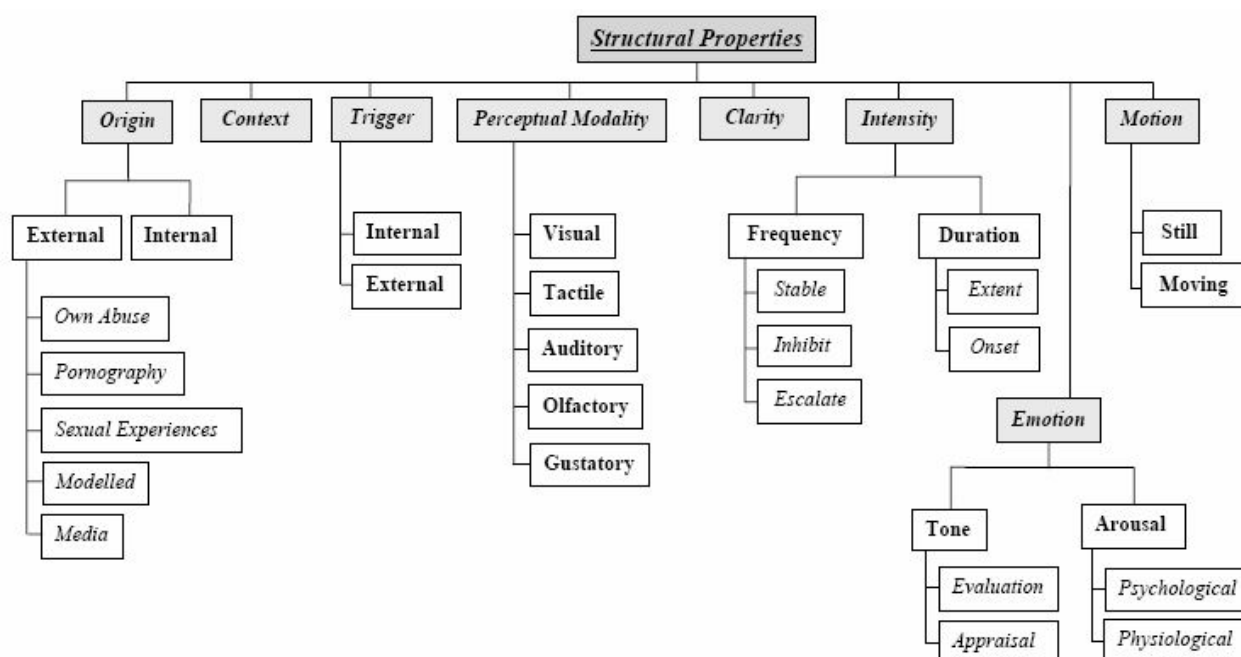 Structural Properties
Origin
Context
Trigger
Perceptual Modality
Clarity
Intensity
Motion
External
Internal
Internal
External
Visual
Tactile
Auditory
Olfactory
Gustatory
Frequency
Duration
Still
Moving
Own Abuse
Pornography
Sexual Experiences
Modelled
Media
Stable
Inhibit
Escalate
Extent
Onset
Emotion
Tone
Arousal
Evaluation
Appraisal
Psychological
Physiological